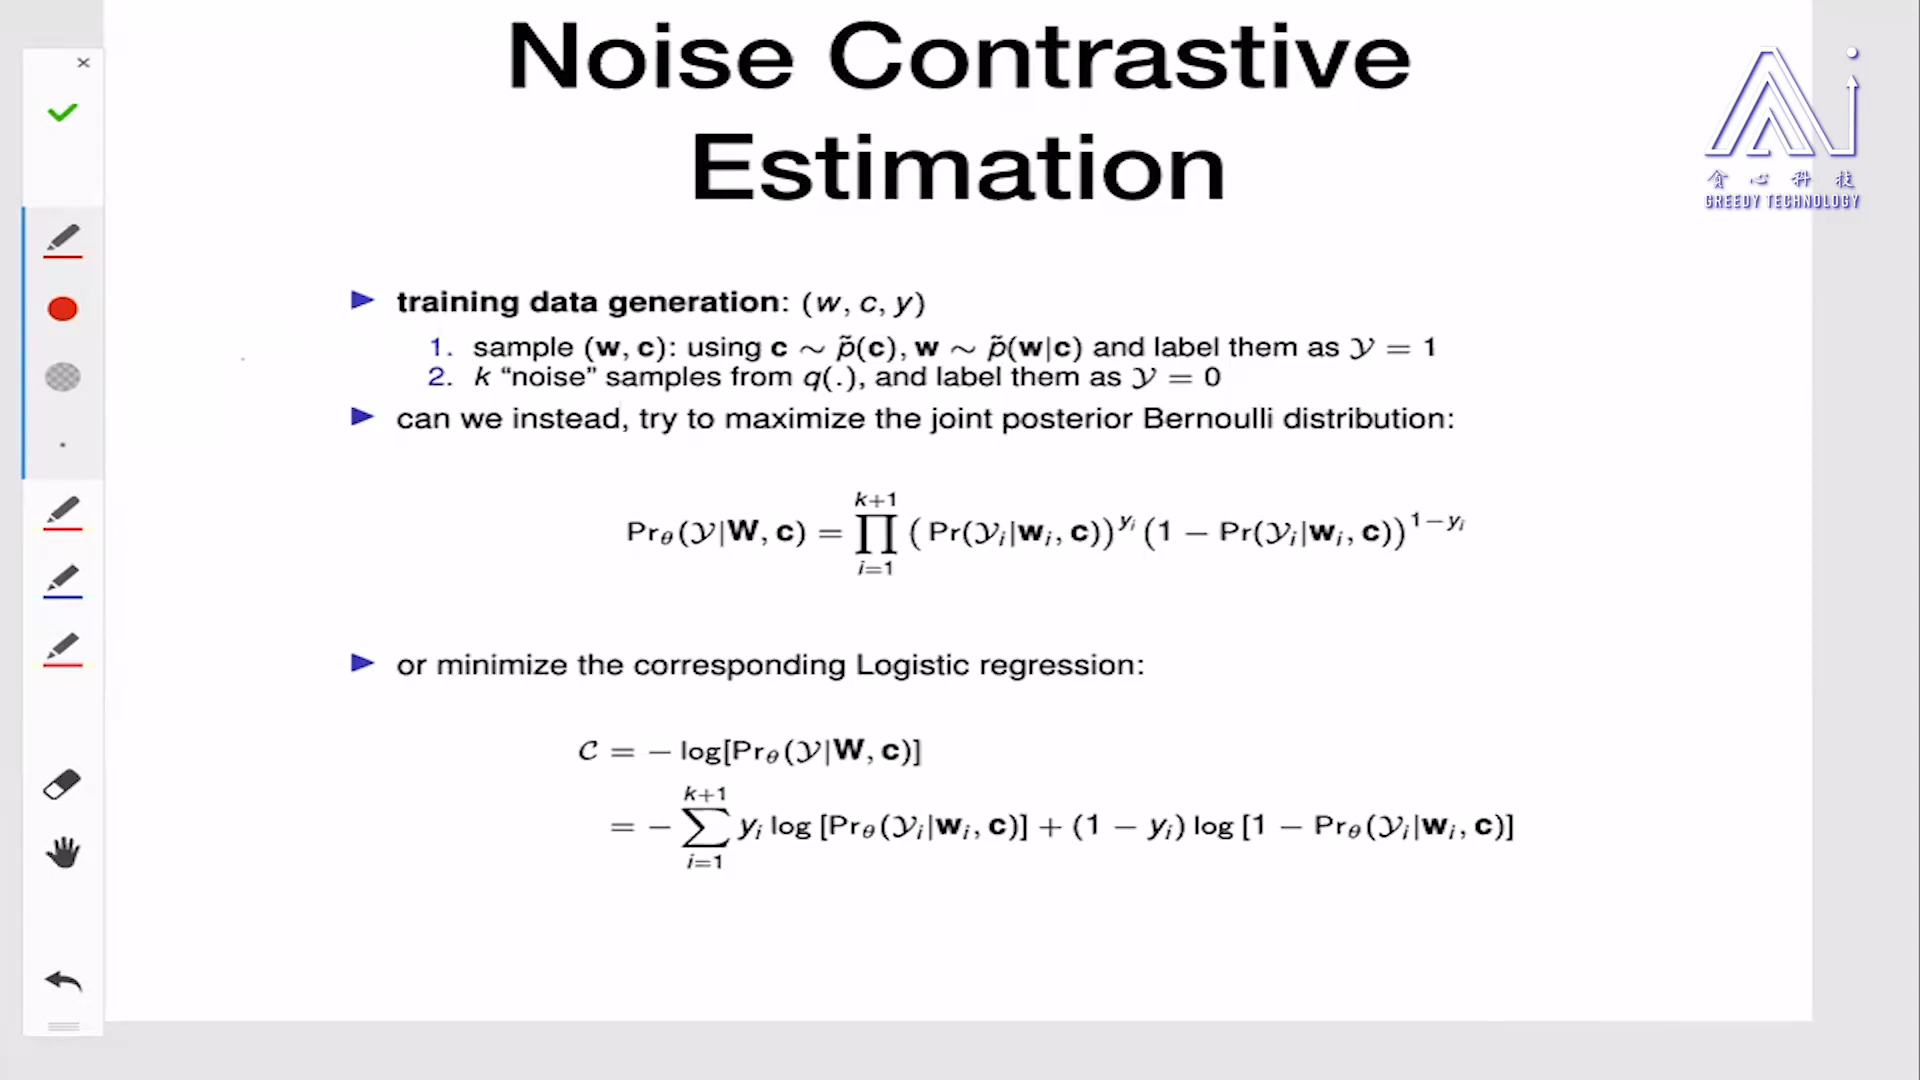 Noise Contrastive
Estimation
贪心科技
GREEDY TECHNOLOGY
▶ training data generation: (w, c, y)
1. sample (𝐰, 𝐜): using 𝐜 ∼ p̃(𝐜), 𝐰 ∼ p̃(𝐰|𝐜) and label them as 𝒴 = 1
2. k “noise” samples from q(.), and label them as 𝒴 = 0
▶ can we instead, try to maximize the joint posterior Bernoulli distribution:
Pr_θ(𝒴|𝐖, 𝐜) = ∏_{i=1}^{k+1} (Pr(𝒴_i|𝐰_i, 𝐜))^{y_i} (1 − Pr(𝒴_i|𝐰_i, 𝐜))^{1−y_i}
▶ or minimize the corresponding Logistic regression:
𝒞 = − log[Pr_θ(𝒴|𝐖, 𝐜)]
= − ∑_{i=1}^{k+1} y_i log [Pr_θ(𝒴_i|𝐰_i, 𝐜)] + (1 − y_i) log [1 − Pr_θ(𝒴_i|𝐰_i, 𝐜)]